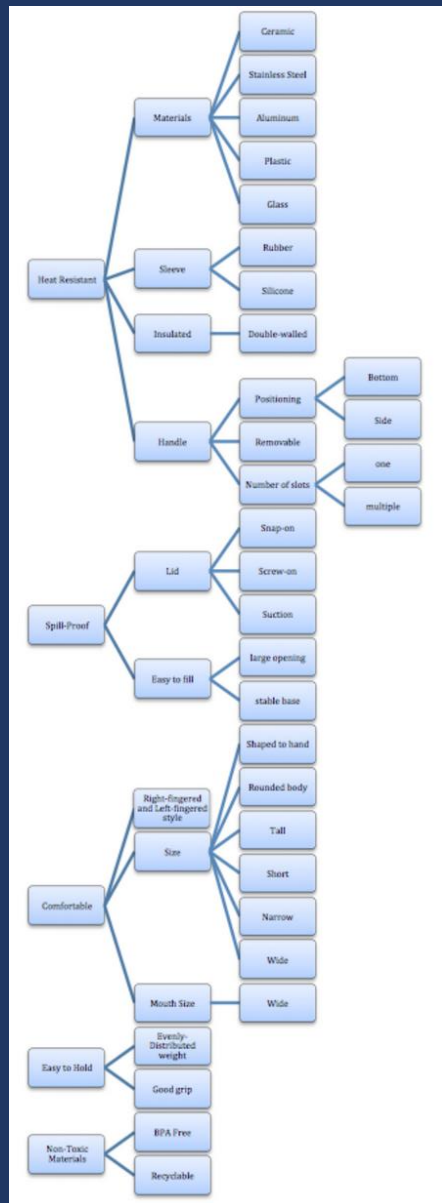 Ceramic
Stainless Steel
Materials
Aluminum
Plastic
Glass
Rubber
Heat Resistant
Sleeve
Silicone
Insulated
Double-walled
Bottom
Positioning
Side
Handle
Removable
one
Number of slots
multiple
Snap-on
Lid
Screw-on
Spill-Proof
Suction
large opening
Easy to fill
stable base
Shaped to hand
Rounded body
Right-fingered
and Left-fingered
style
Tall
Size
Short
Comfortable
Narrow
Wide
Mouth Size
Wide
Evenly-
Distributed
weight
Easy to Hold
Good grip
BPA Free
Non-Toxic
Materials
Recyclable